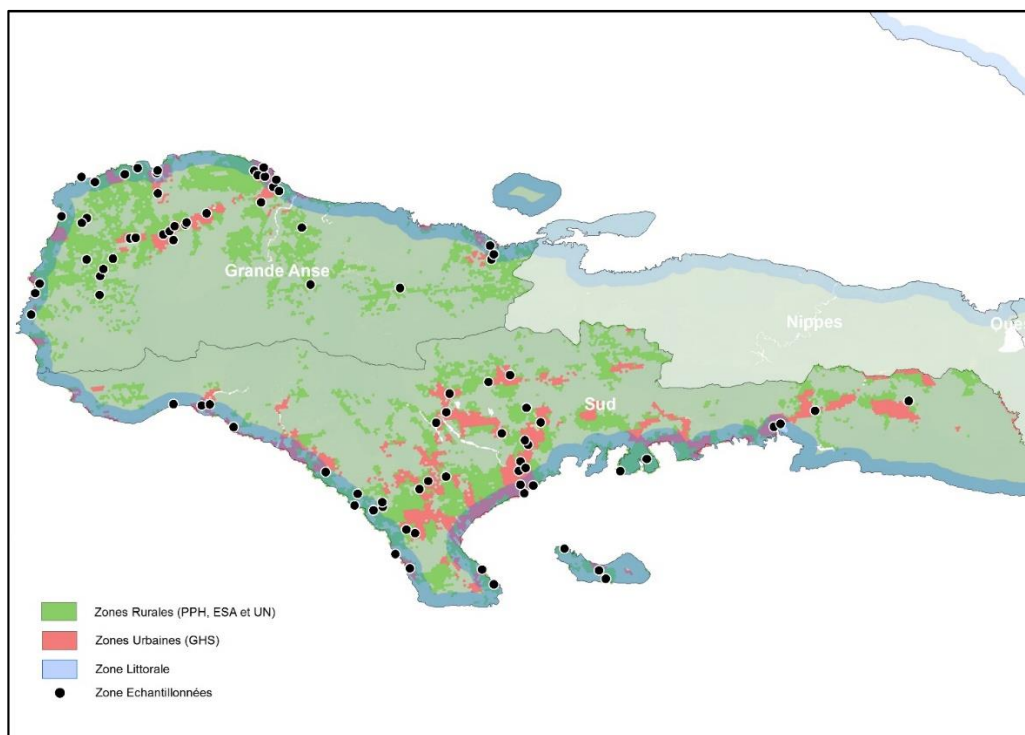 Grande Anse
Nippes
Sud
Zones Rurales (PPH, ESA et UN)
Zones Urbaines (GHS)
Zone Littorale
Zone Echantillonnées